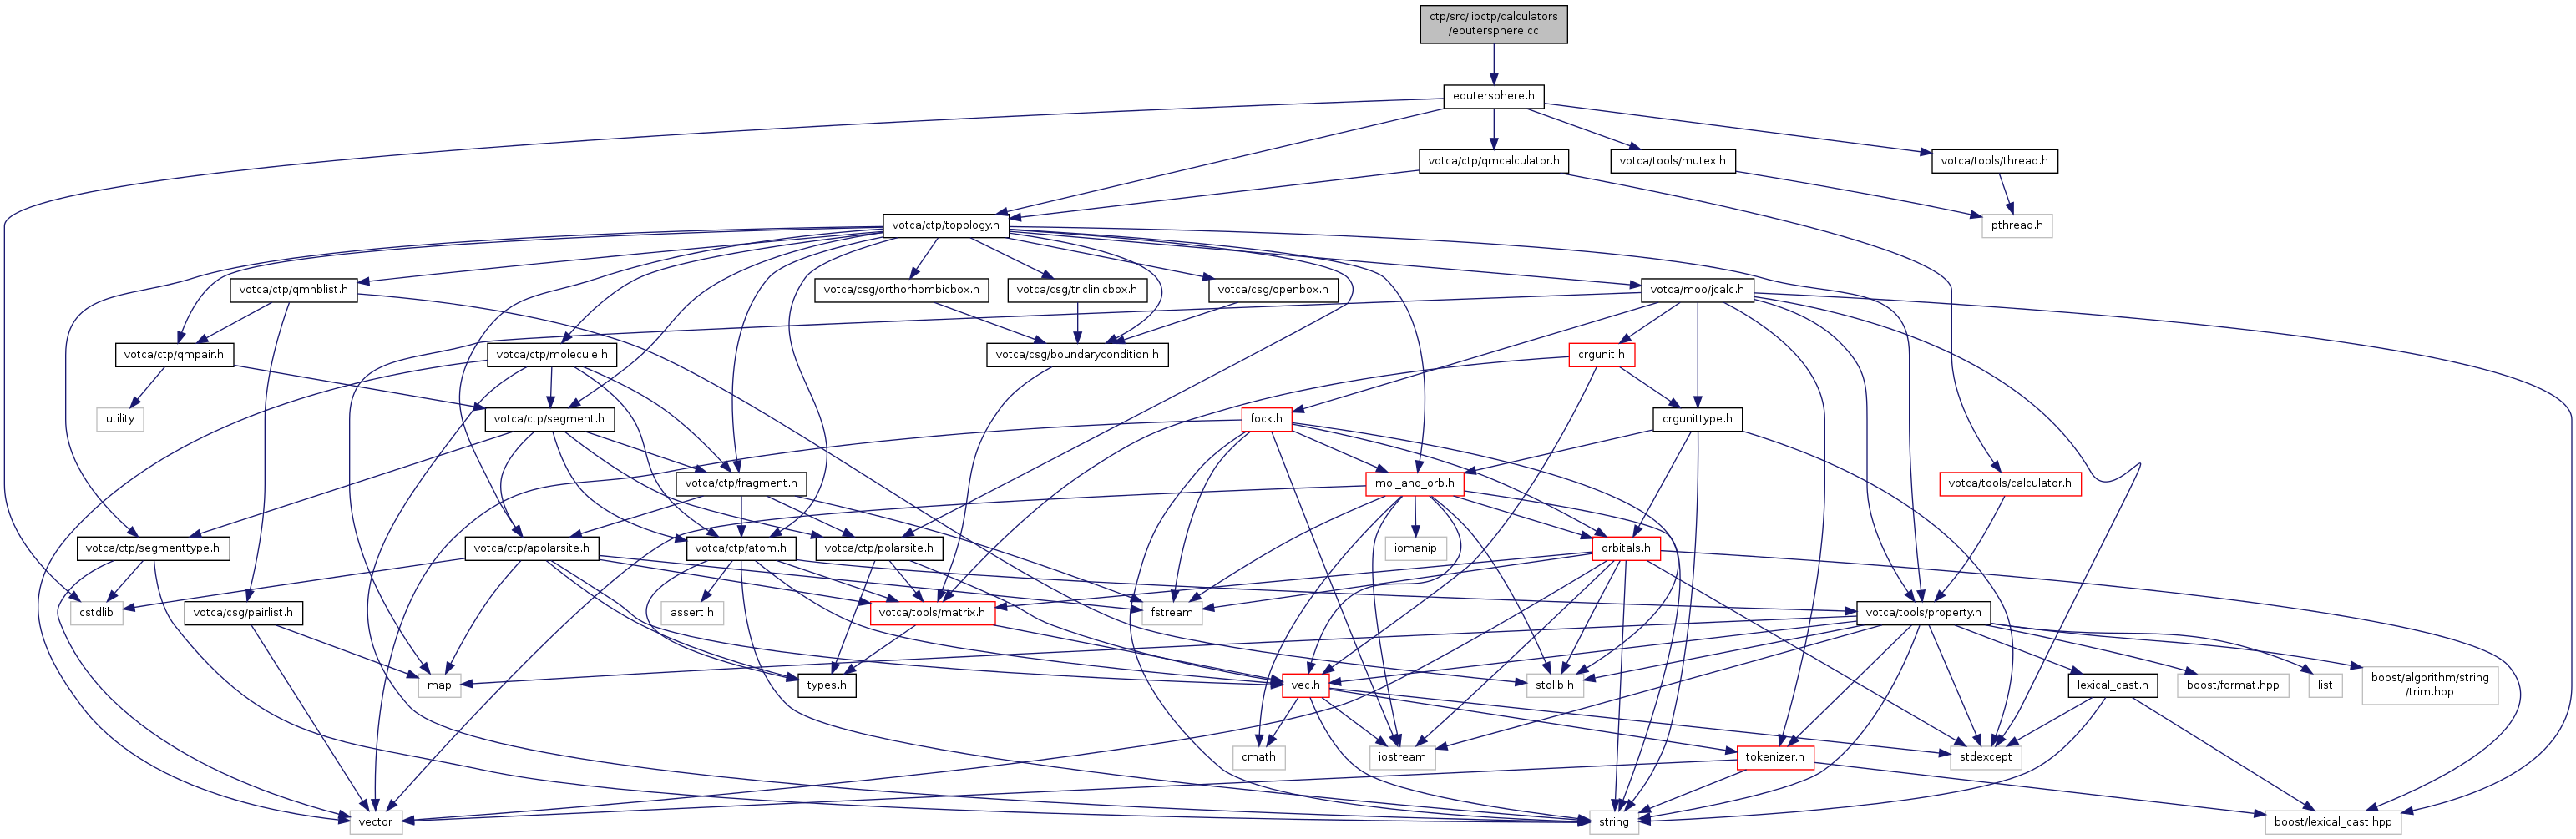 ctp/src/libctp/calculators
/eoutersphere.cc
eoutersphere.h
votca/ctp/qmcalculator.h
votca/tools/mutex.h
votca/tools/thread.h
votca/ctp/topology.h
pthread.h
votca/ctp/qmnblist.h
votca/csg/orthorhombicbox.h
votca/csg/triclinicbox.h
votca/csg/openbox.h
votca/moo/jcalc.h
votca/ctp/qmpair.h
votca/ctp/molecule.h
votca/csg/boundarycondition.h
crgunit.h
utility
votca/ctp/segment.h
fock.h
crgunittype.h
votca/ctp/fragment.h
mol_and_orb.h
votca/tools/calculator.h
votca/ctp/segmenttype.h
votca/ctp/apolarsite.h
votca/ctp/atom.h
votca/ctp/polarsite.h
iomanip
orbitals.h
cstdlib
votca/csg/pairlist.h
assert.h
votca/tools/matrix.h
fstream
votca/tools/property.h
map
types.h
vec.h
stdlib.h
lexical_cast.h
boost/format.hpp
list
boost/algorithm/string
/trim.hpp
cmath
iostream
tokenizer.h
stdexcept
vector
string
boost/lexical_cast.hpp